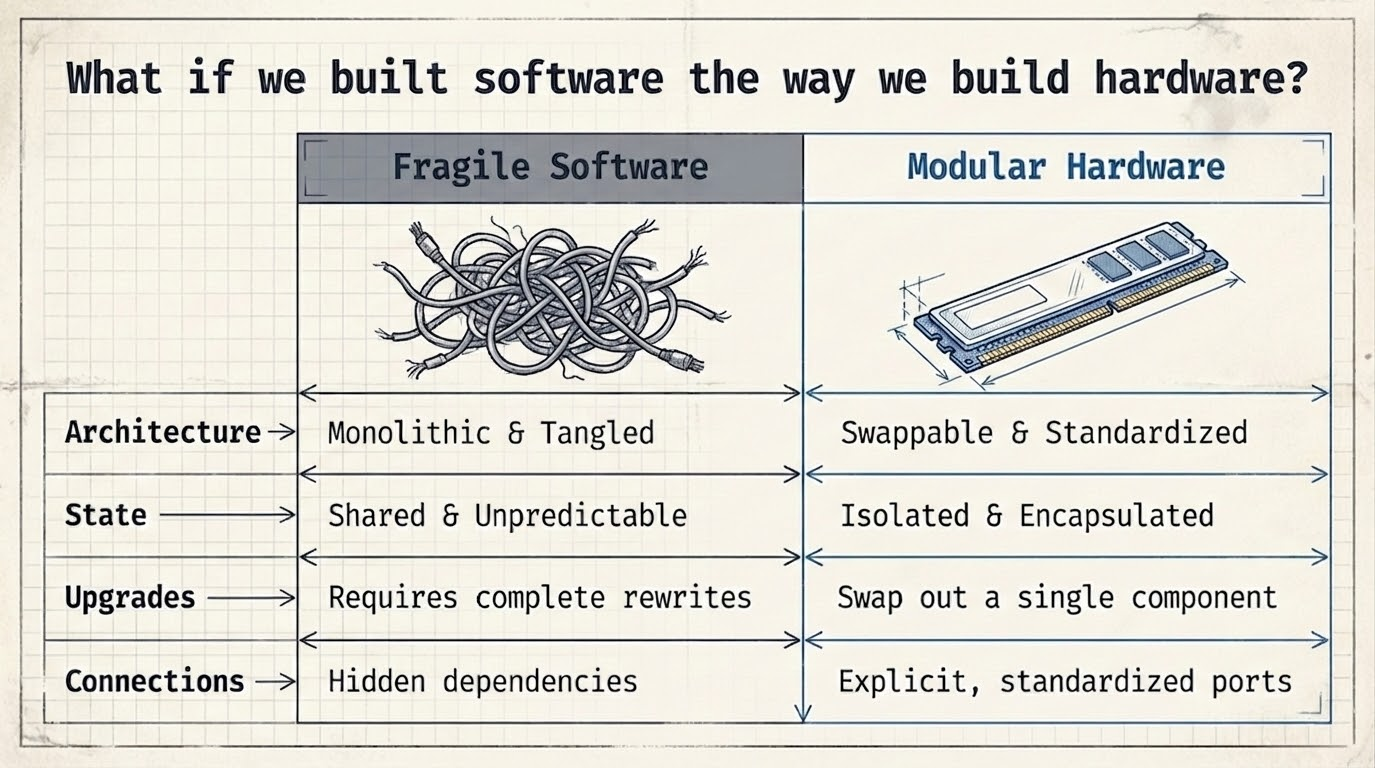 What if we built software the way we build hardware?
Fragile Software
Modular Hardware
Architecture
Monolithic & Tangled
Swappable & Standardized
State
Shared & Unpredictable
Isolated & Encapsulated
Upgrades
Requires complete rewrites
Swap out a single component
Connections
Hidden dependencies
Explicit, standardized ports